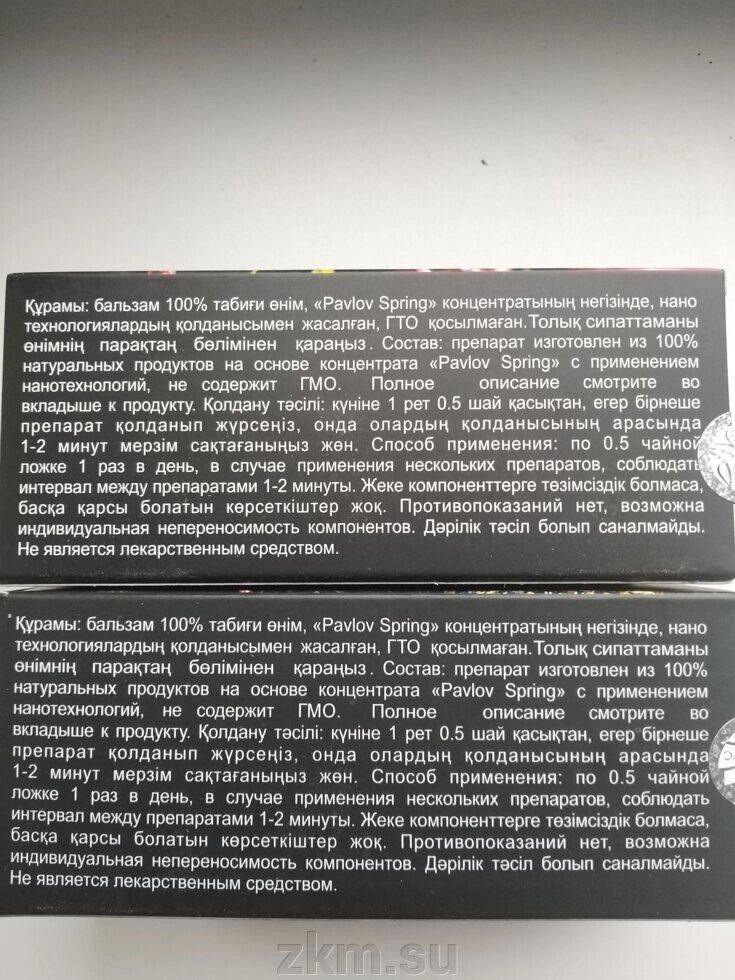 Құрамы: бальзам 100% табиғи өнім, «Pavlov Spring» концентратының негізінде, нано
технологиялардың қолданысымен жасалған, ГТО қосылмаған.Толық сипаттаманы
өнімнің парақтан бөлімінен қараңыз. Состав: препарат изготовлен из 100%
натуральных продуктов на основе концентрата «Pavlov Spring» с применением
нанотехнологий, не содержит ГМО. Полное описание смотрите во
вкладыше к продукту. Қолдану тәсілі: күніне 1 рет 0.5 шай қасықтан, егер бірнеше
препарат қолданып жүрсеңіз, онда олардың қолданысының арасында
1-2 минут мерзім сақтағаныңыз жөн. Способ применения: по 0.5 чайной
ложке 1 раз в день, в случае применения нескольких препаратов, соблюдать
интервал между препаратами 1-2 минуты. Жеке компоненттерге төзімсіздік болмаса,
басқа қарсы болатын көрсеткіштер жоқ. Противопоказаний нет, возможна
индивидуальная непереносимость компонентов. Дәрілік тәсіл болып саналмайды.
Не является лекарственным средством.
Құрамы: бальзам 100% табиғи өнім, «Pavlov Spring» концентратының негізінде, нано
технологиялардың қолданысымен жасалған, ГТО қосылмаған.Толық сипаттаманы
өнімнің парақтан бөлімінен қараңыз. Состав: препарат изготовлен из 100%
натуральных продуктов на основе концентрата «Pavlov Spring» с применением
нанотехнологий, не содержит ГМО. Полное описание смотрите во
вкладыше к продукту. Қолдану тәсілі: күніне 1 рет 0.5 шай қасықтан, егер бірнеше
препарат қолданып жүрсеңіз, онда олардың қолданысының арасында
1-2 минут мерзім сақтағаныңыз жөн. Способ применения: по 0.5 чайной
ложке 1 раз в день, в случае применения нескольких препаратов, соблюдать
интервал между препаратами 1-2 минуты. Жеке компоненттерге төзімсіздік болмаса,
басқа қарсы болатын көрсеткіштер жоқ. Противопоказаний нет, возможна
индивидуальная непереносимость компонентов. Дәрілік тәсіл болып саналмайды.
Не является лекарственным средством.
zkm.su